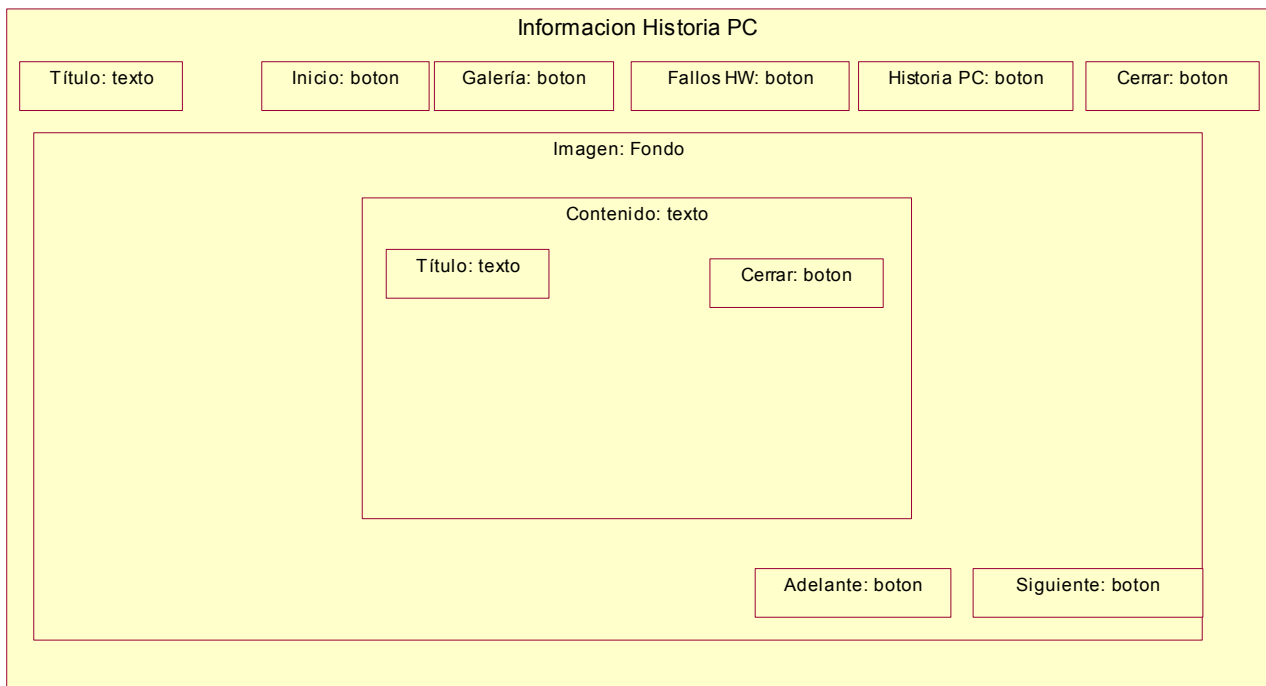 Informacion Historia PC
Título: texto
Inicio: boton
Galería: boton
Fallos HW: boton
Historia PC: boton
Cerrar: boton
Imagen: Fondo
Contenido: texto
Título: texto
Cerrar: boton
Adelante: boton
Siguiente: boton